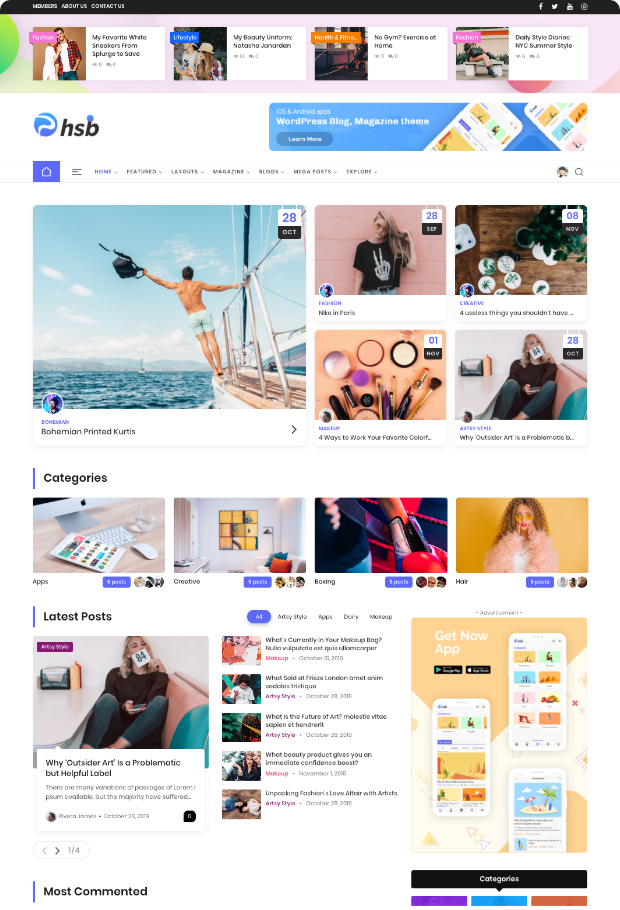 MEMBERS ABOUT US CONTACT US
Fashion
My Favorite White
Sneakers From
Splurge to Save
0 0
Lifestyle
My Beauty Uniform:
Natasha Janardan
0
Health & Fitne..
No Gym? Exercise at
Home
0
Fashion
Daily Style Diaries:
NYC Summer Style
6 0
hsb
iOS & Android apps
WordPress Blog, Magazine theme
Learn More
HOME FEATURED LAYOUTS MAGAZINE BLOGS MEGA POSTS EXPLORE
28
OCT
BOHEMIAN
Bohemian Printed Kurtis
28
SEP
FASHION
Nike in Paris
08
NOV
CREATIVE
4 useless things you shouldn't have ...
01
NOV
MAKEUP
4 Ways to Work Your Favorite Colorf...
28
OCT
84
ARTSY STYLE
Why 'Outsider Art' Is a Problematic b...
Categories
Apps 6 posts
Creative 6 posts
Boxing 6 posts
Hair 5 posts
Latest Posts
All Artsy Style Apps Dairy Makeup
Artsy Style
84
Why 'Outsider Art' Is a Problematic
but Helpful Label
There are many variations of passages of Lorem I
psum available, but the majority have suffered...
Rivera James • October 28, 2019 0
1/4
What's Currently in Your Makeup Bag?
Nulla vulputate est quis ullamcorper
Makeup • October 31, 2019
What Sold at Frieze London amet enim
sodales tristique
Artsy Style • October 28, 2019
What Is the Future of Art? molestie vitae
sapien et hendrerit
Artsy Style • October 28, 2019
What beauty product gives you an
immediate confidence boost?
Makeup • November 1, 2018
Unpacking Fashion's Love Affair with Artists
Artsy Style • October 28, 2019
- Advertisement -
Get Now
App
Google Play App Store
Categories
Most Commented